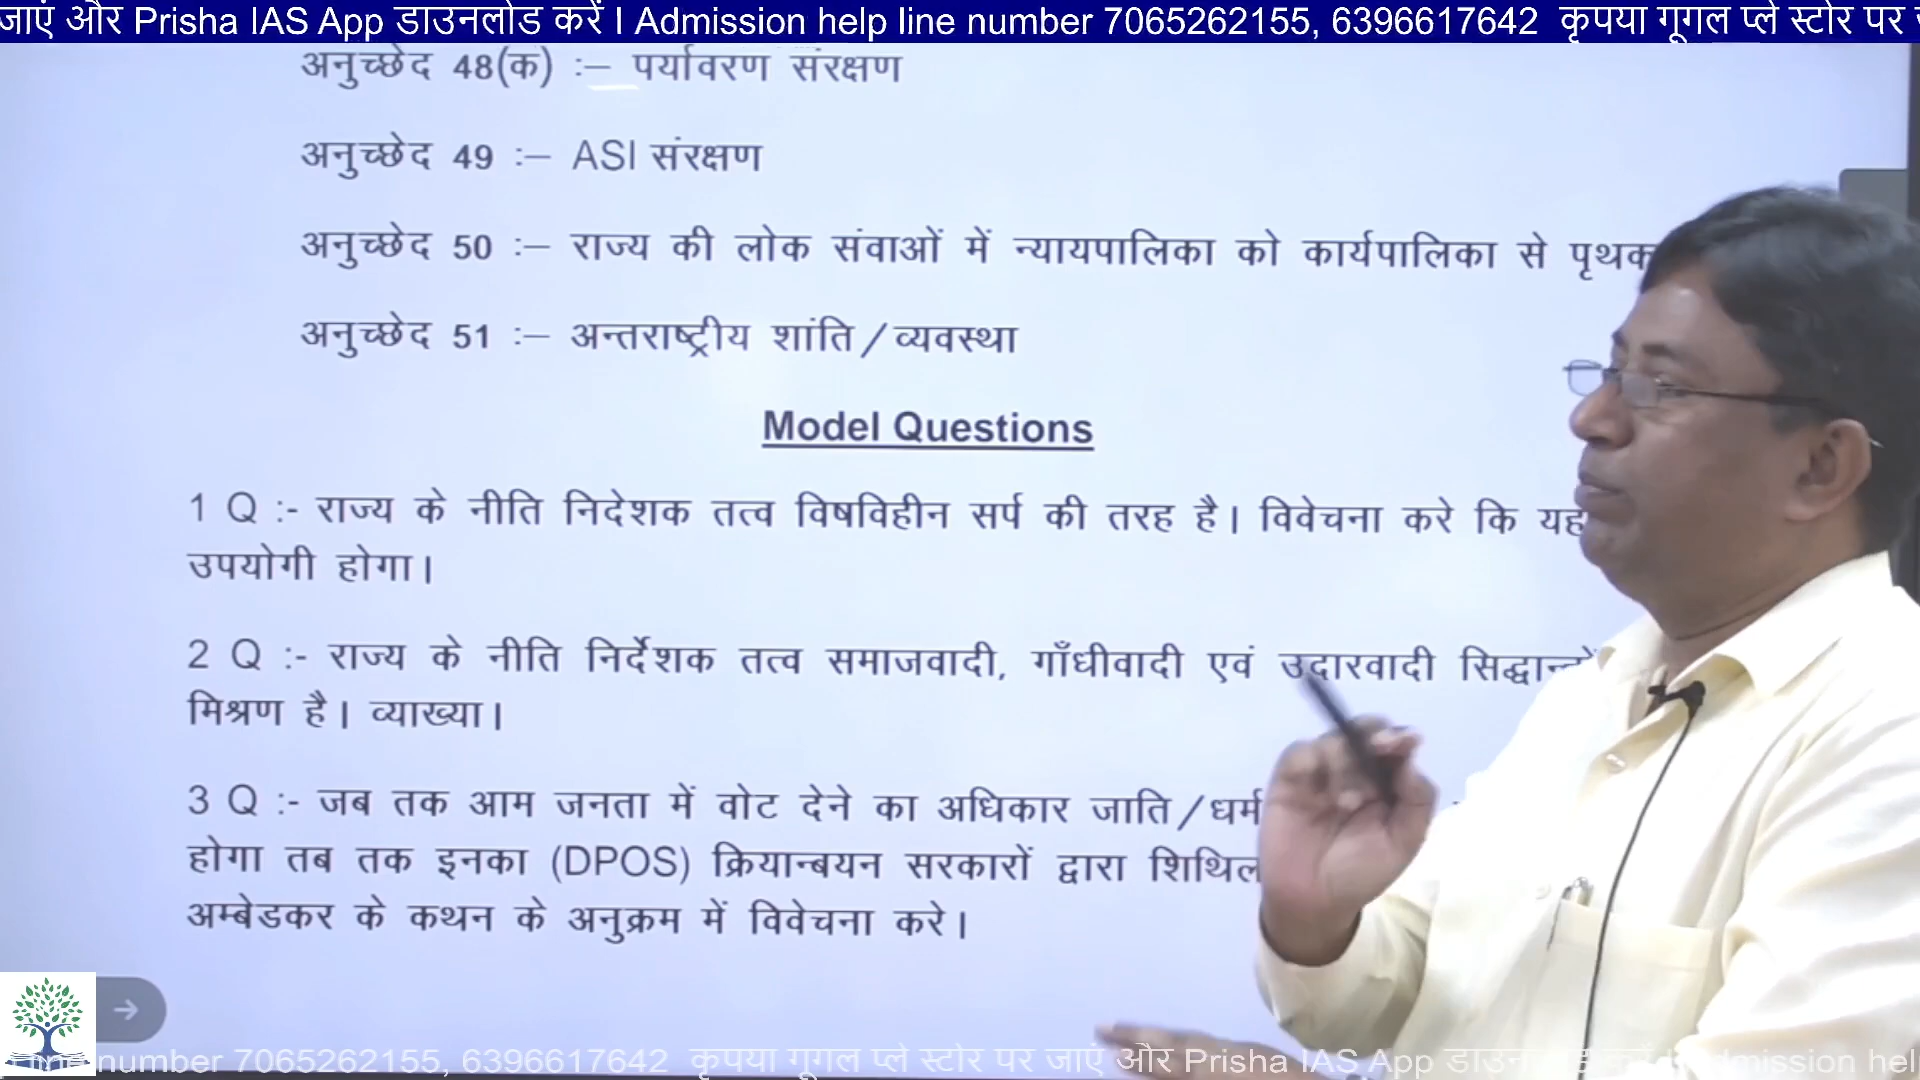 जाएं और Prisha IAS App डाउनलोड करें I Admission help line number 7065262155, 6396617642 कृपया गूगल प्ले स्टोर पर
अनुच्छेद 48(क) :– पर्यावरण संरक्षण
अनुच्छेद 49 :– ASI संरक्षण
अनुच्छेद 50 :– राज्य की लोक संवाओं में न्यायपालिका को कार्यपालिका से पृथक
अनुच्छेद 51 :– अन्तराष्ट्रीय शांति/व्यवस्था
Model Questions
1 Q :- राज्य के नीति निदेशक तत्व विषविहीन सर्प की तरह है। विवेचना करे कि यह
उपयोगी होगा।
2 Q :- राज्य के नीति निर्देशक तत्व समाजवादी, गाँधीवादी एवं उदारवादी
मिश्रण है। व्याख्या।
3 Q :- जब तक आम जनता में वोट देने का अधिकार जाति/धर्म
होगा तब तक इनका (DPOS) क्रियान्बयन सरकारों द्वारा शिथिल
अम्बेडकर के कथन के अनुक्रम में विवेचना करे।
line number 7065262155, 6396617642 कृपया गूगल प्ले स्टोर पर जाएं और Prisha IAS App